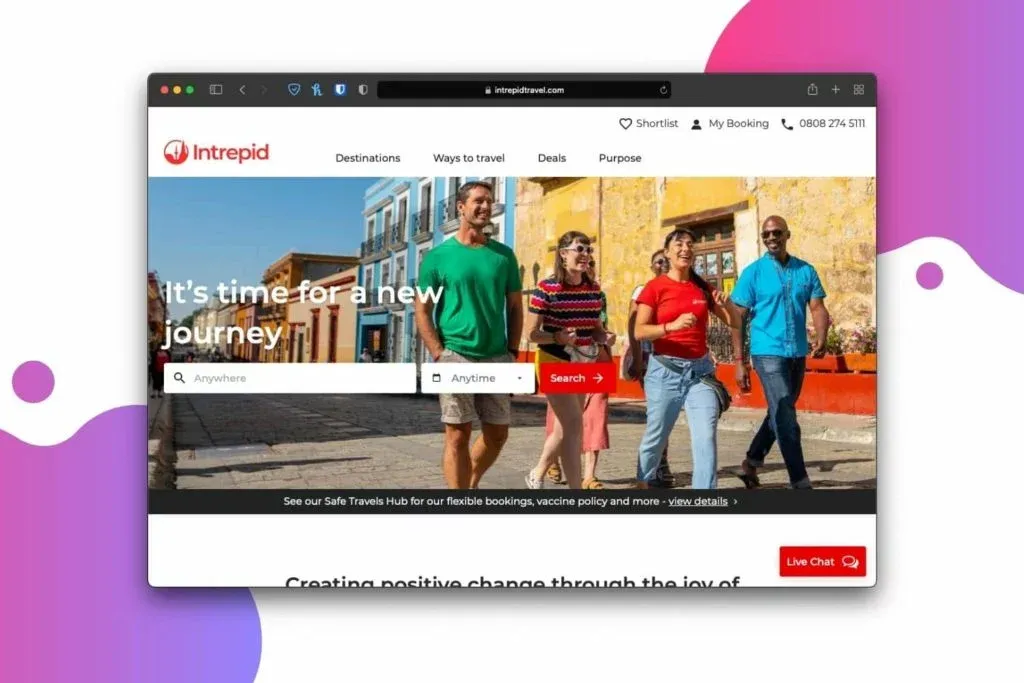 intrepidtravel.com
Shortlist My Booking 0808 274 5111
Intrepid
Destinations Ways to travel Deals Purpose
It's time for a new
journey
Anywhere Anytime Search
See our Safe Travels Hub for our flexible bookings, vaccine policy and more - view details
Live Chat
Creating positive change through the joy of